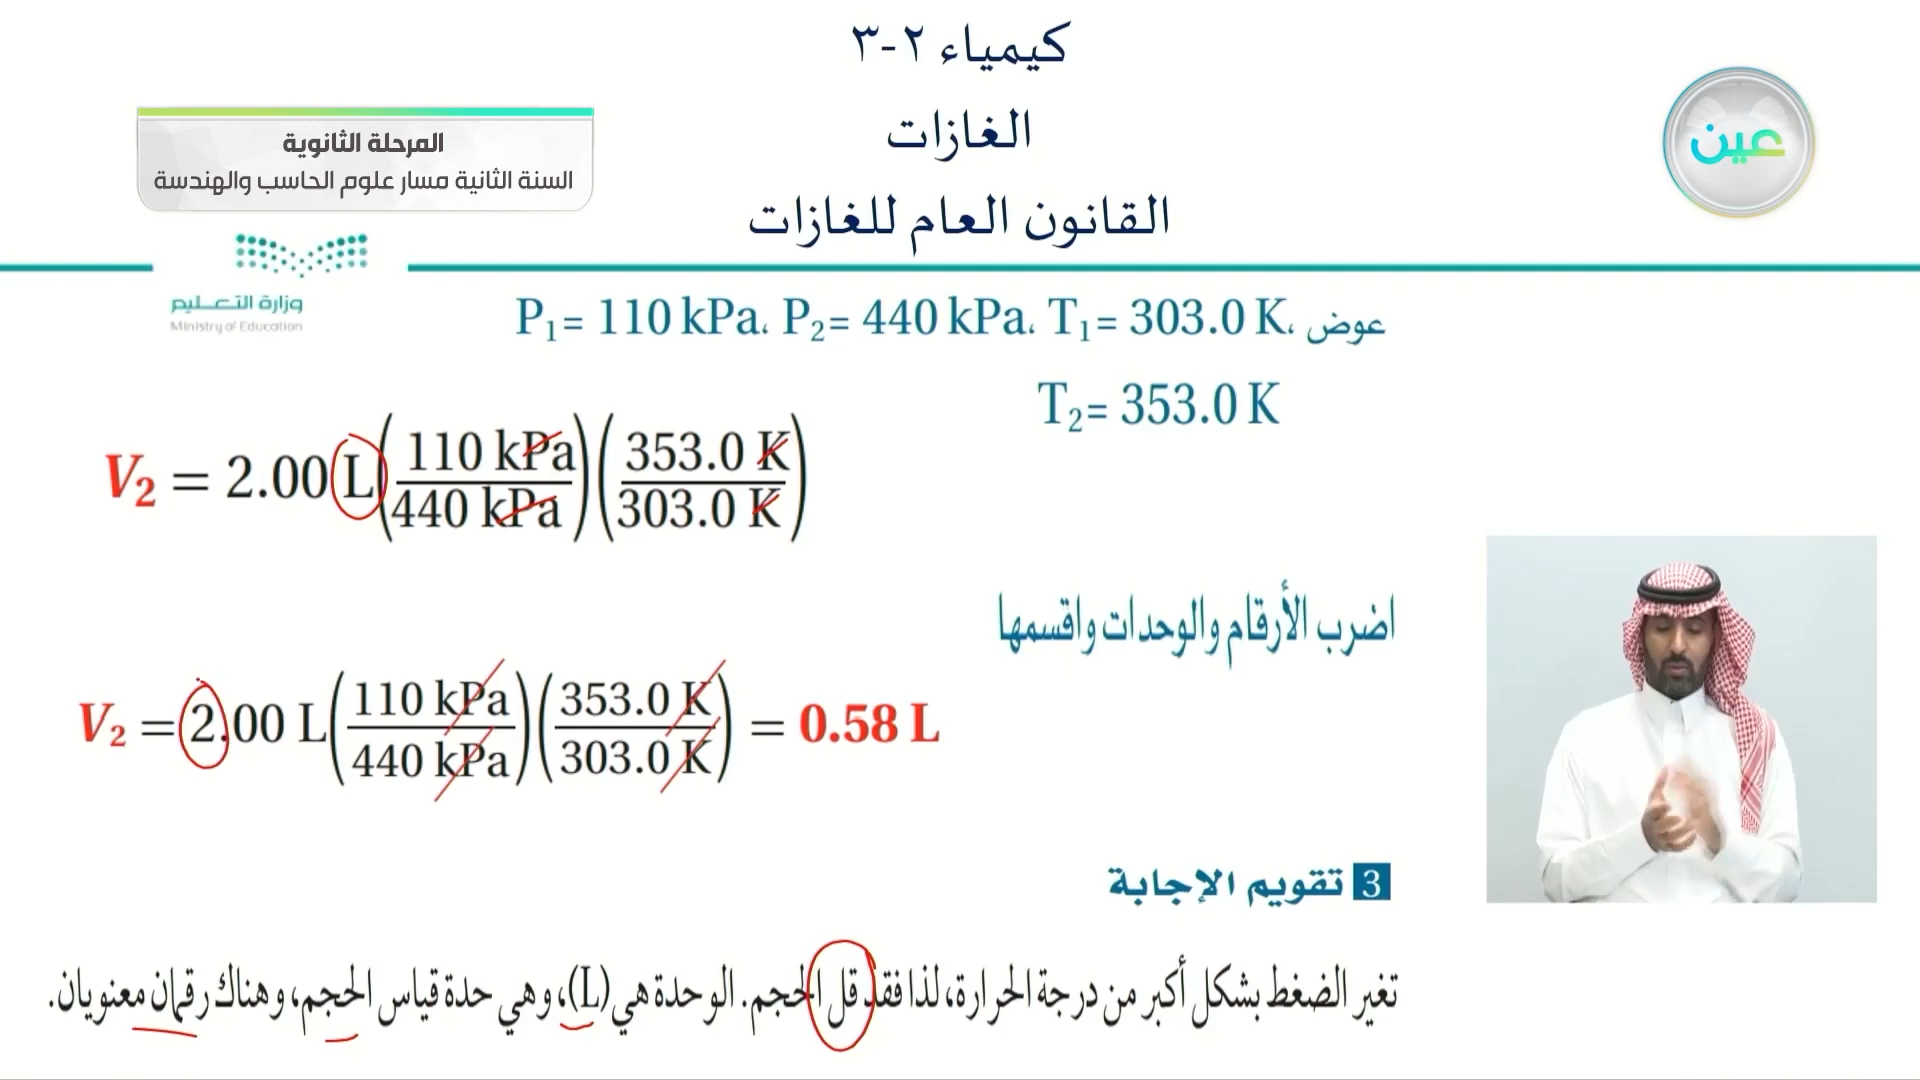 كيمياء ٢-٣
الغازات
القانون العام للغازات
عين
المرحلة الثانوية
السنة الثانية مسار علوم الحاسب والهندسة
وزارة التعليم
Ministry of Education
عوض ،P₁= 110 kPa، P₂= 440 kPa، T₁= 303.0 K
T₂= 353.0 K
V₂ = 2.00 L(110 kPa/440 kPa)(353.0 K/303.0 K)
اضرب الأرقام والوحدات واقسمها
V₂ = 2.00 L(110 kPa/440 kPa)(353.0 K/303.0 K) = 0.58 L
3 تقويم الإجابة
تغير الضغط بشكل أكبر من درجة الحرارة، لذا فقد قل الحجم. الوحدة هي (L)، وهي حدة قياس الحجم، وهناك رقمان معنويان.